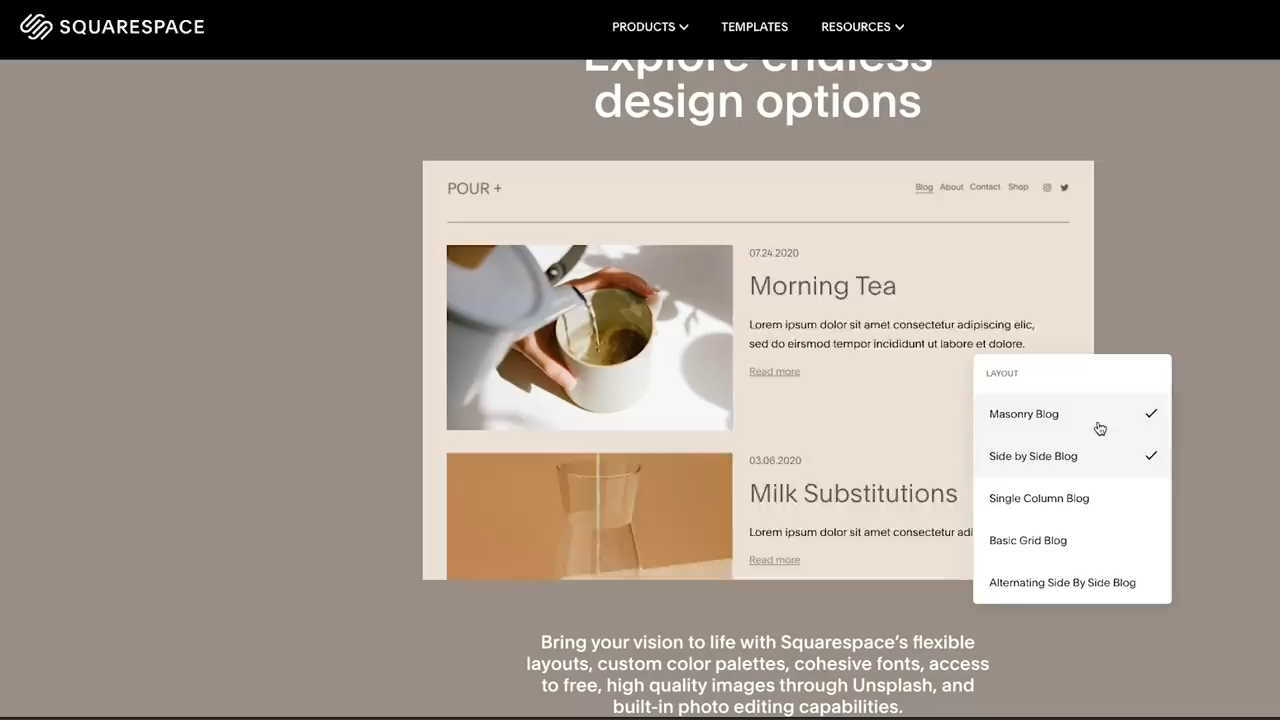 SQUARESPACE
PRODUCTS
TEMPLATES
RESOURCES
Explore endless
design options
POUR +
Blog About Contact Shop
07.24.2020
Morning Tea
Lorem ipsum dolor sit amet consectetur adipiscing elic,
sed do eirsmod tempor incididunt ut labore et dolore.
Read more
03.06.2020
Milk Substitutions
Lorem ipsum dolor sit amet consectetur adi
Read more
LAYOUT
Masonry Blog
Side by Side Blog
Single Column Blog
Basic Grid Blog
Alternating Side By Side Blog
Bring your vision to life with Squarespace’s flexible
layouts, custom color palettes, cohesive fonts, access
to free, high quality images through Unsplash, and
built-in photo editing capabilities.